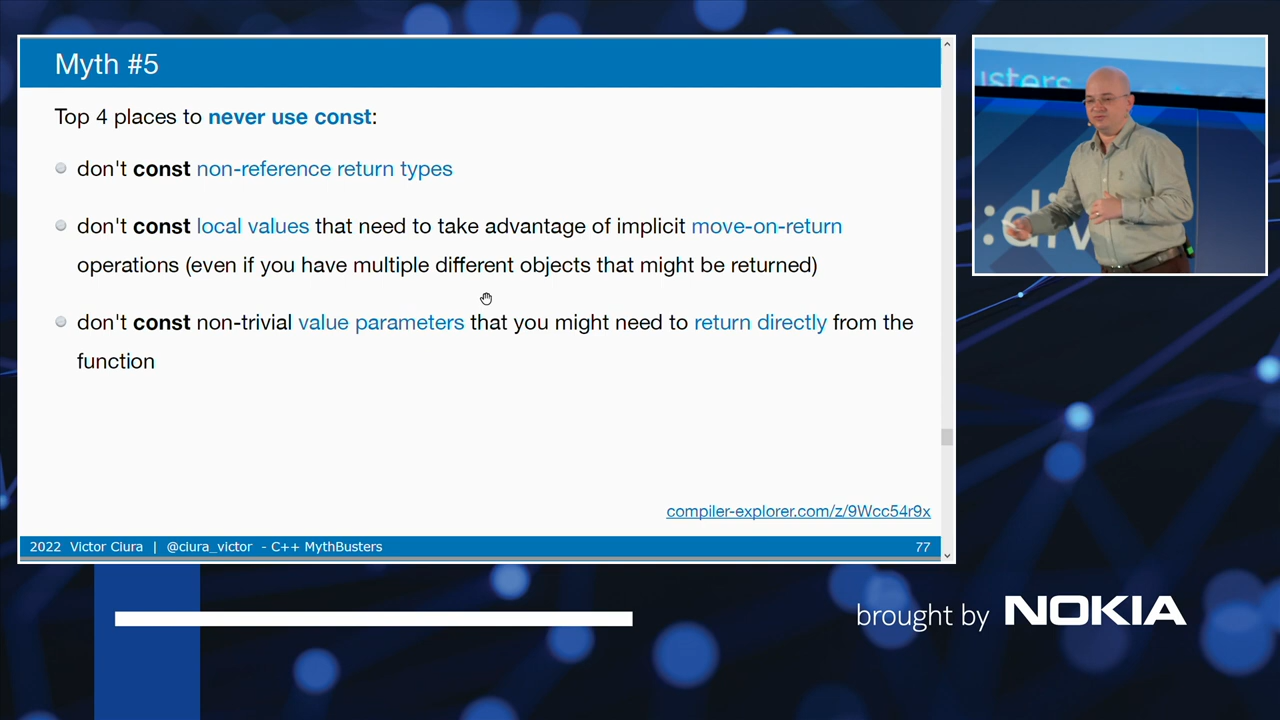 Myth #5
Top 4 places to never use const:
don't const non-reference return types
don't const local values that need to take advantage of implicit move-on-return
operations (even if you have multiple different objects that might be returned)
don't const non-trivial value parameters that you might need to return directly from the
function
compiler-explorer.com/z/9Wcc54r9x
2022 Victor Ciura | @ciura_victor - C++ MythBusters
77
usters
:div
brought by NOKIA